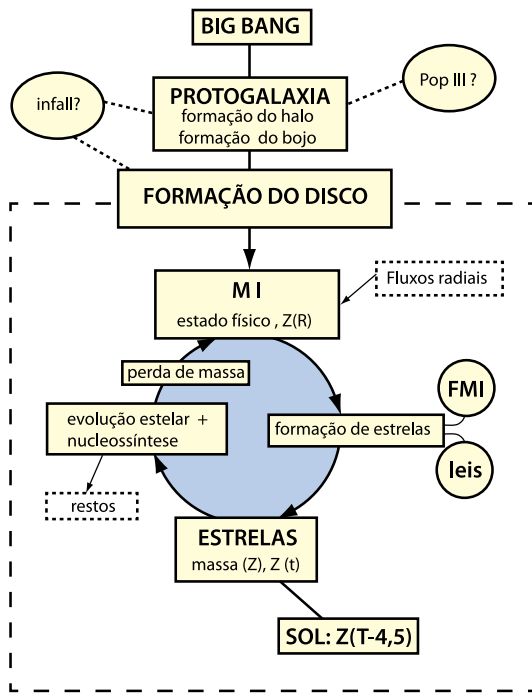 BIG BANG
infall?
PROTOGALAXIA
formação do halo
formação do bojo
Pop III ?
FORMAÇÃO DO DISCO
M I
estado físico , Z(R)
Fluxos radiais
perda de massa
evolução estelar +
nucleossíntese
formação de estrelas
FMI
leis
restos
ESTRELAS
massa (Z), Z (t)
SOL: Z(T-4,5)